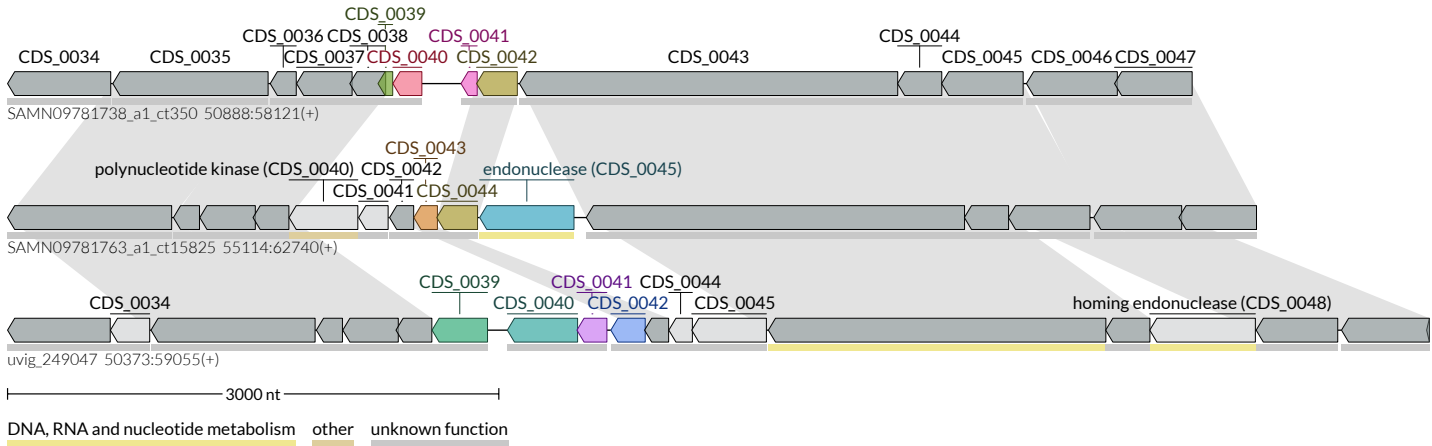 CDS_0039
CDS_0036 CDS_0038 CDS_0041 CDS_0044
CDS_0034 CDS_0035 CDS_0037 CDS_0040 CDS_0042 CDS_0043 CDS_0045 CDS_0046 CDS_0047
SAMN09781738_a1_ct350 50888:58121(+)
CDS_0043
polynucleotide kinase (CDS_0040) CDS_0042 endonuclease (CDS_0045)
CDS_0041 CDS_0044
SAMN09781763_a1_ct15825 55114:62740(+)
CDS_0039 CDS_0041 CDS_0044
CDS_0034 CDS_0040 CDS_0042 CDS_0045 homing endonuclease (CDS_0048)
uvig_249047 50373:59055(+)
3000 nt
DNA, RNA and nucleotide metabolism other unknown function